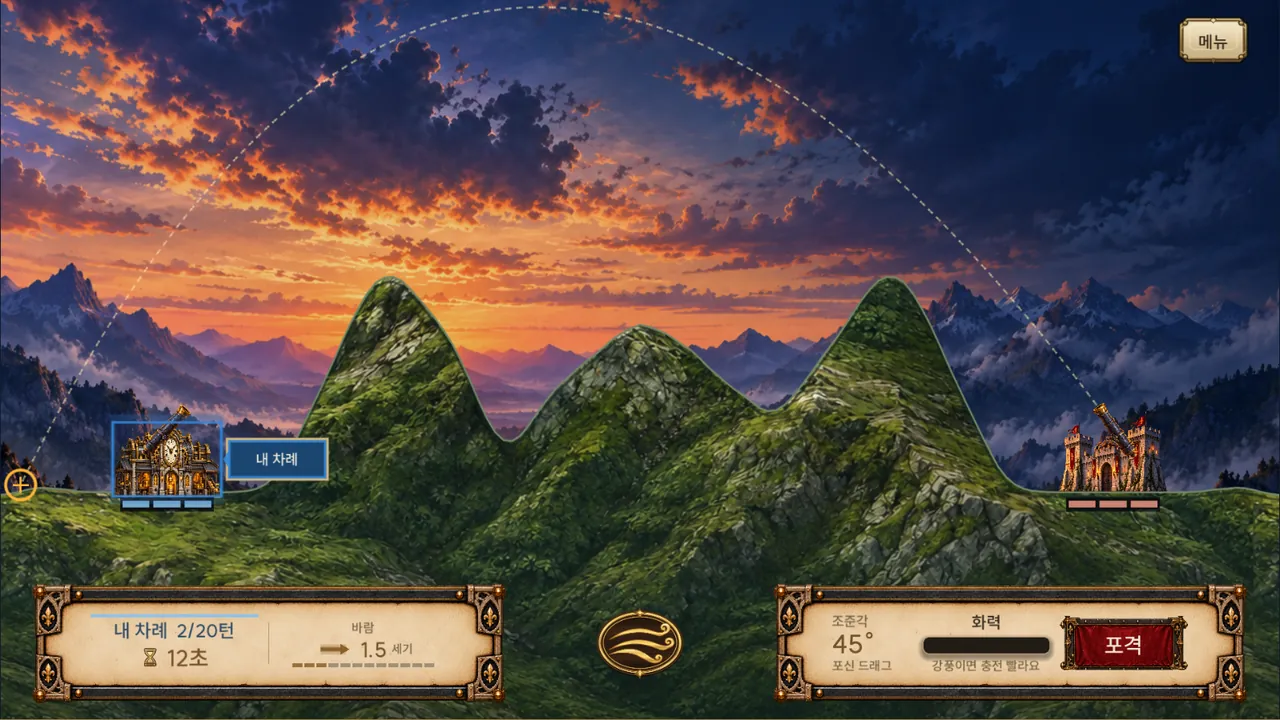 메뉴
내 차례
내 차례 2/20턴
12초
바람
1.5 세기
조준각
45°
포신 드래그
화력
강풍이면 충전 빨라요
포격